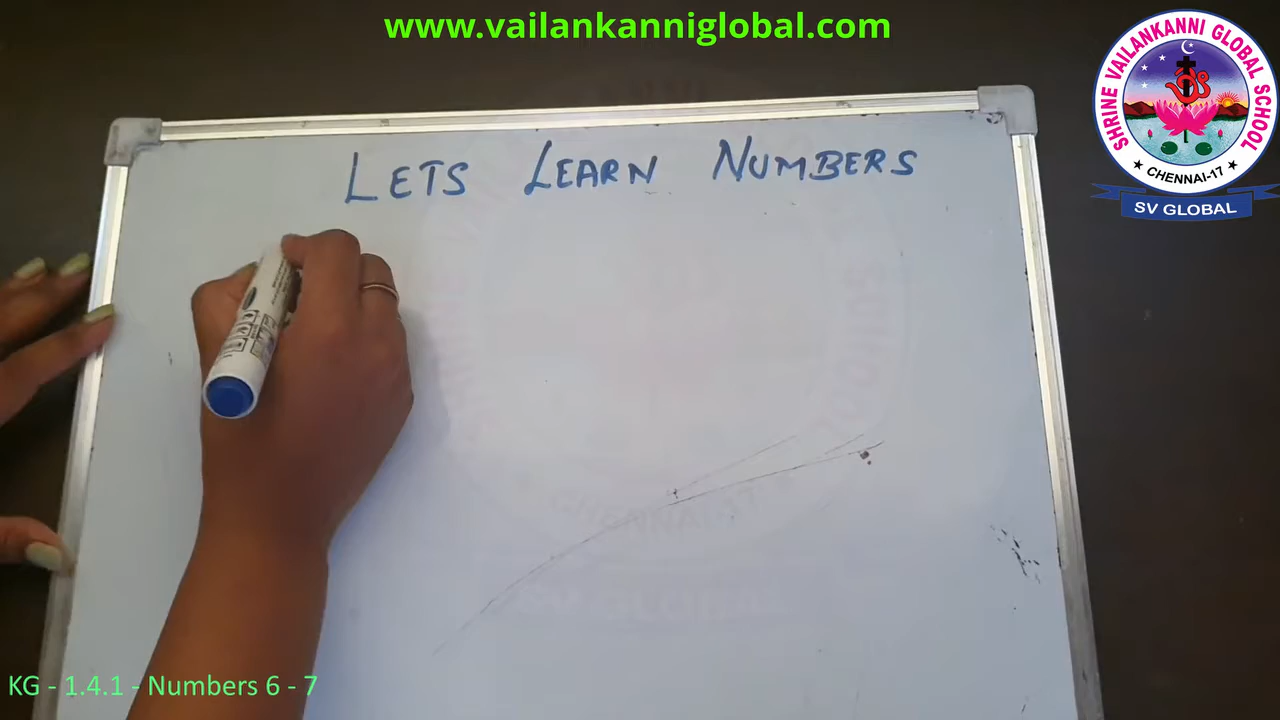 www.vailankanniglobal.com
SHRINE VAILANKANNI GLOBAL SCHOOL
CHENNAI-17
SV GLOBAL
LETS LEARN NUMBERS
KG - 1.4.1 - Numbers 6 - 7